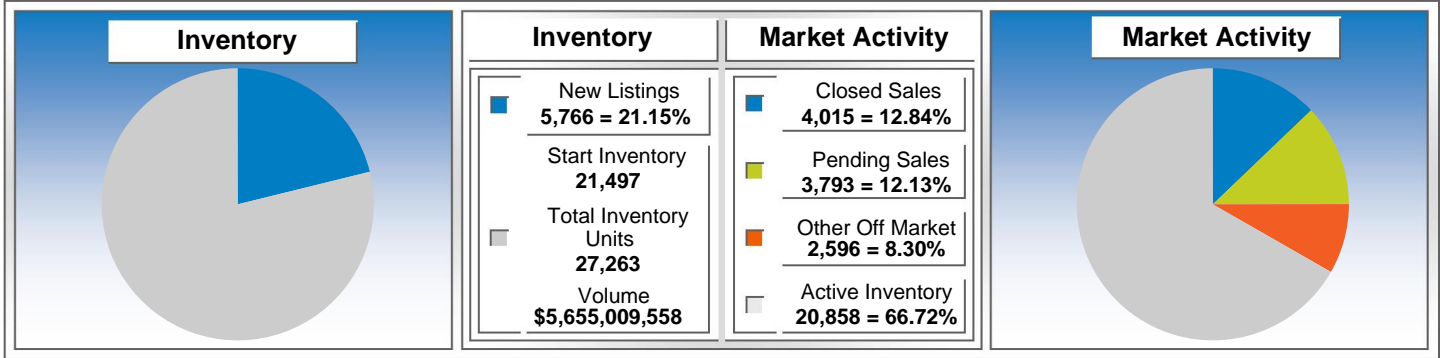 Inventory
Inventory
New Listings
5,766 = 21.15%
Start Inventory
21,497
Total Inventory
Units
27,263
Volume
$5,655,009,558
Market Activity
Closed Sales
4,015 = 12.84%
Pending Sales
3,793 = 12.13%
Other Off Market
2,596 = 8.30%
Active Inventory
20,858 = 66.72%
Market Activity